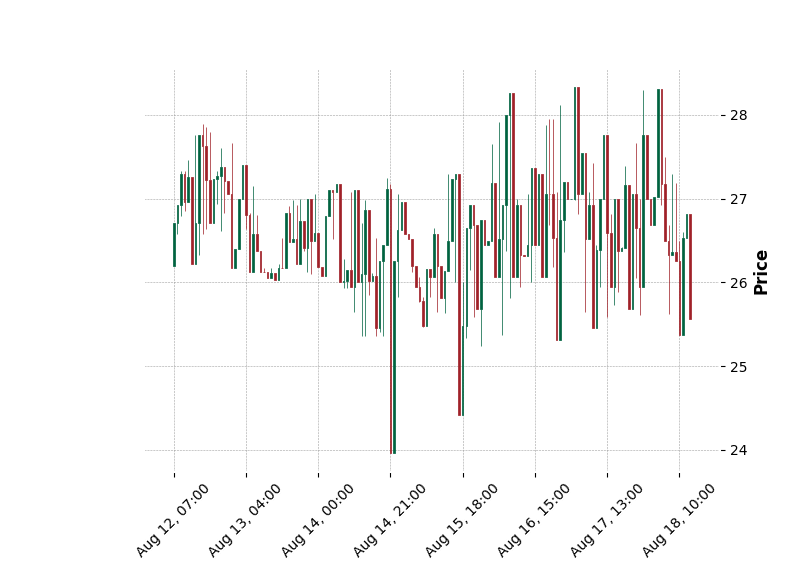 28
27
26
25
24
Price
Aug 12, 07:00
Aug 13, 04:00
Aug 14, 00:00
Aug 14, 21:00
Aug 15, 18:00
Aug 16, 15:00
Aug 17, 13:00
Aug 18, 10:00